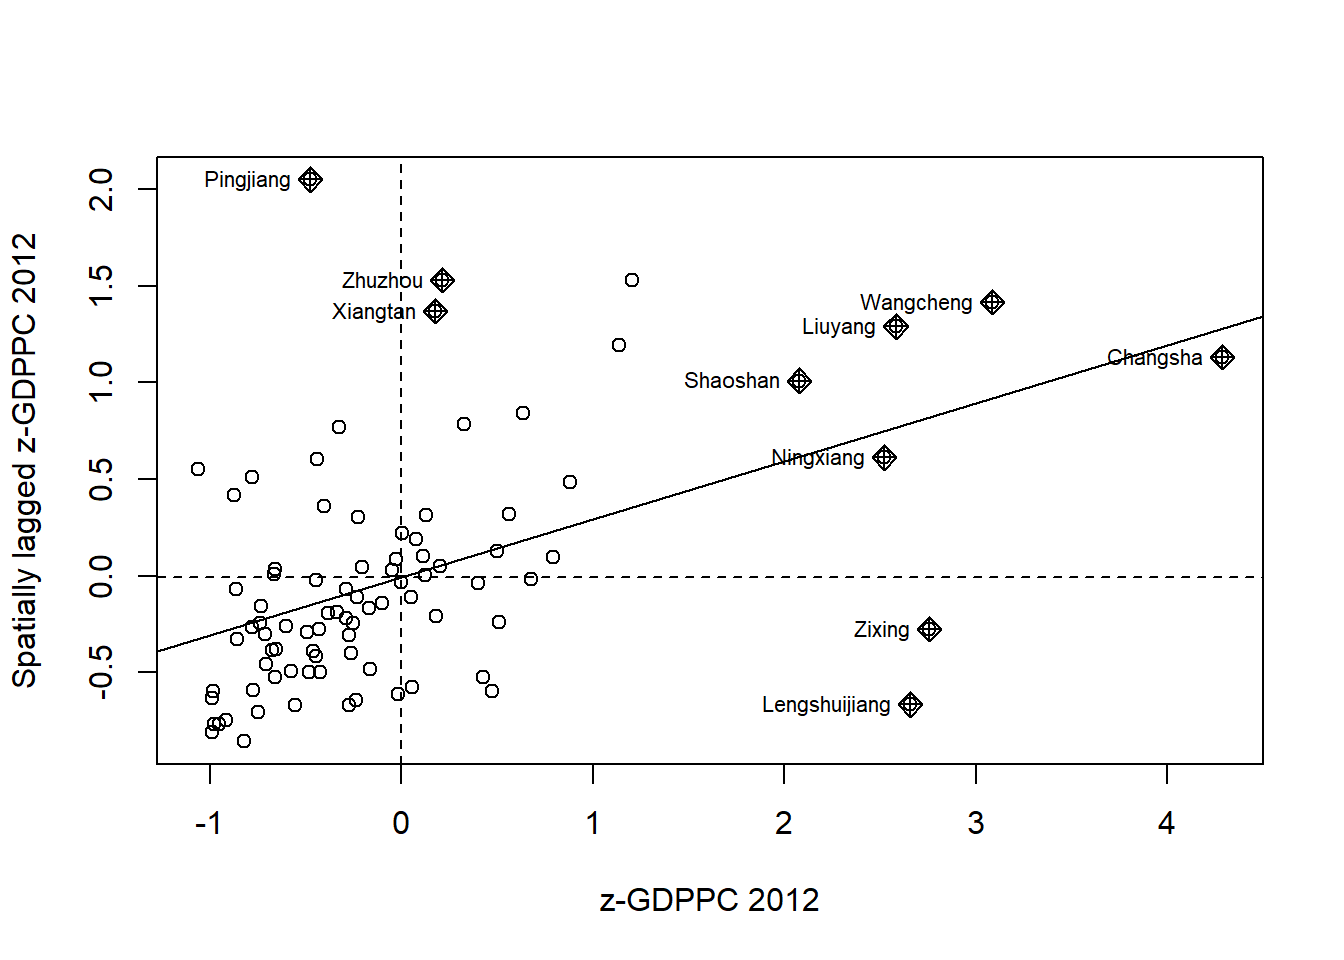 Spatially lagged z-GDPPC 2012
2.0
1.5
1.0
0.5
0.0
-0.5
Pingjiang
Zhuzhou
Xiangtan
Wangcheng
Liuyang
Changsha
Shaoshan
Ningxiang
Zixing
Lengshuijiang
-1 0 1 2 3 4
z-GDPPC 2012